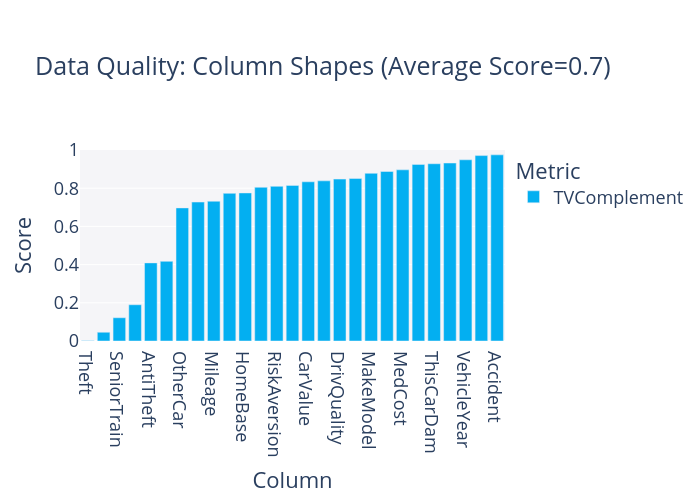 Data Quality: Column Shapes (Average Score=0.7)
Score
1
0.8
0.6
0.4
0.2
0
Theft
SeniorTrain
AntiTheft
OtherCar
Mileage
HomeBase
RiskAversion
CarValue
DrivQuality
MakeModel
MedCost
ThisCarDam
VehicleYear
Accident
Column
Metric
TVComplement